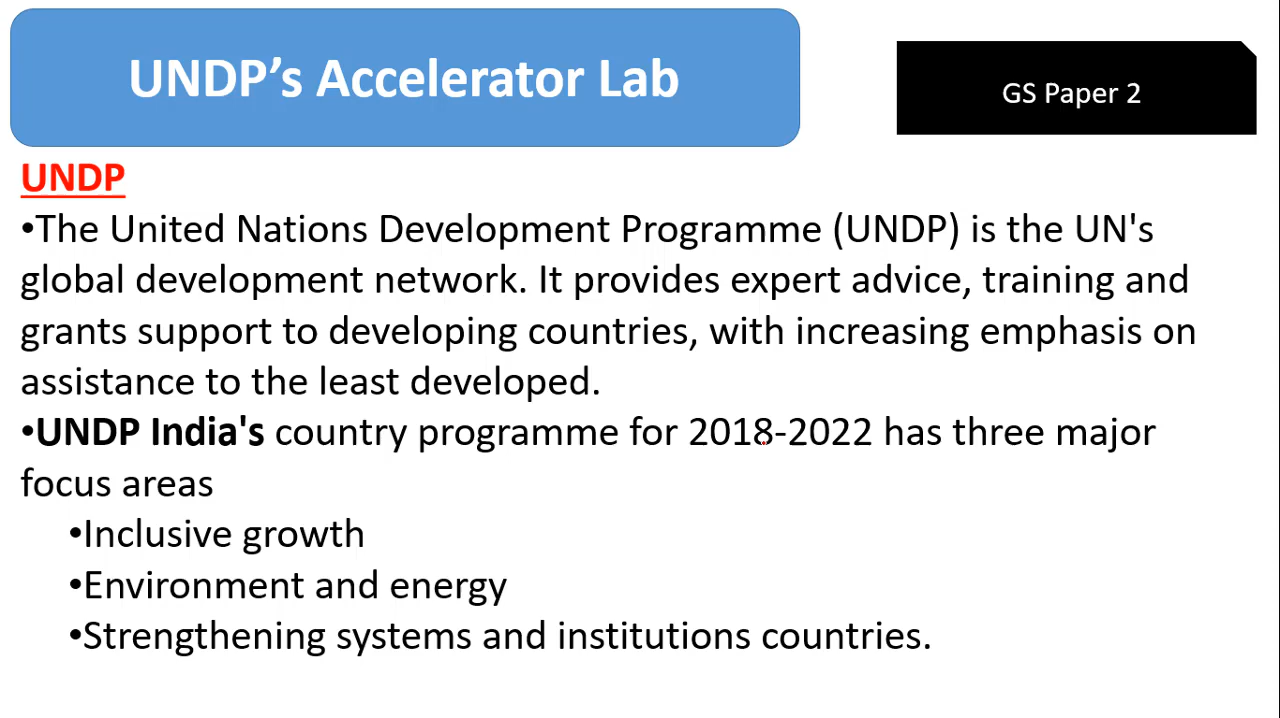 UNDP’s Accelerator Lab
GS Paper 2
UNDP
•The United Nations Development Programme (UNDP) is the UN's
global development network. It provides expert advice, training and
grants support to developing countries, with increasing emphasis on
assistance to the least developed.
•UNDP India's country programme for 2018-2022 has three major
focus areas
•Inclusive growth
•Environment and energy
•Strengthening systems and institutions countries.